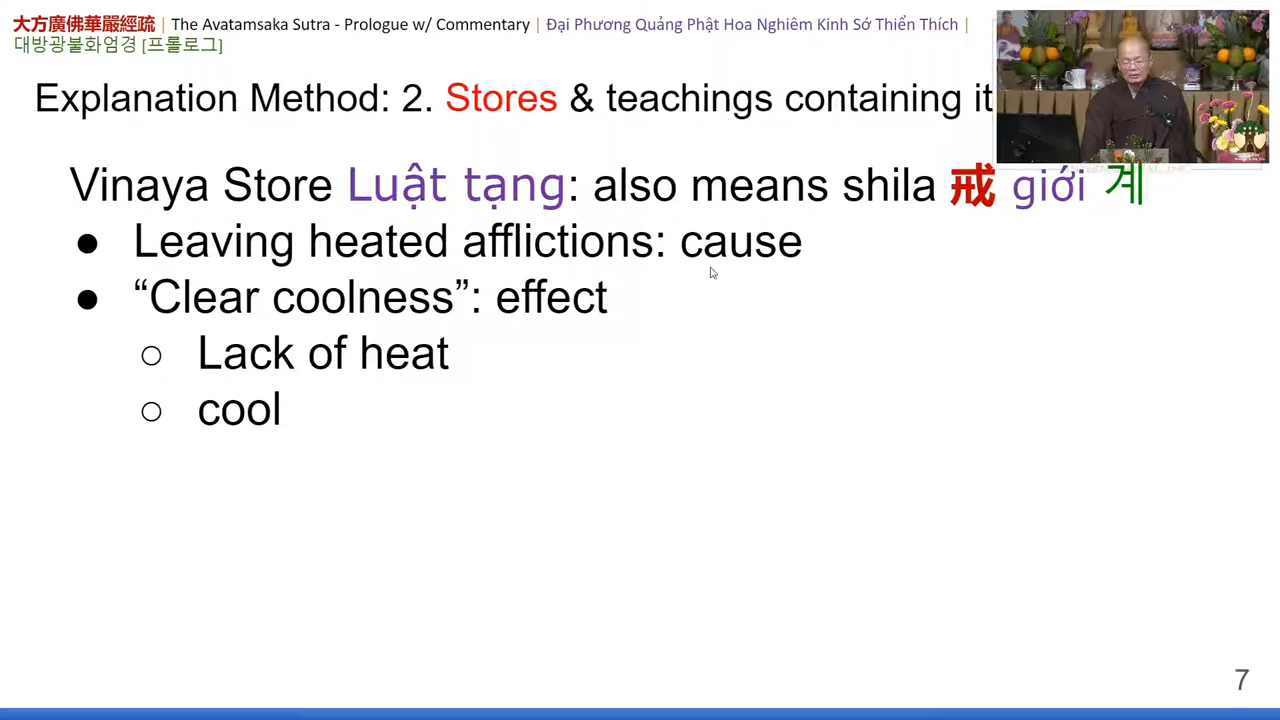 大方廣佛華嚴經疏 | The Avatamsaka Sutra - Prologue w/ Commentary | Đại Phương Quảng Phật Hoa Nghiêm Kinh Sớ Thiển Thích |
대방광불화엄경 [프롤로그]
Explanation Method: 2. Stores & teachings containing it
Vinaya Store Luật tạng: also means shila 戒 giới 계
● Leaving heated afflictions: cause
● “Clear coolness”: effect
○ Lack of heat
○ cool
7